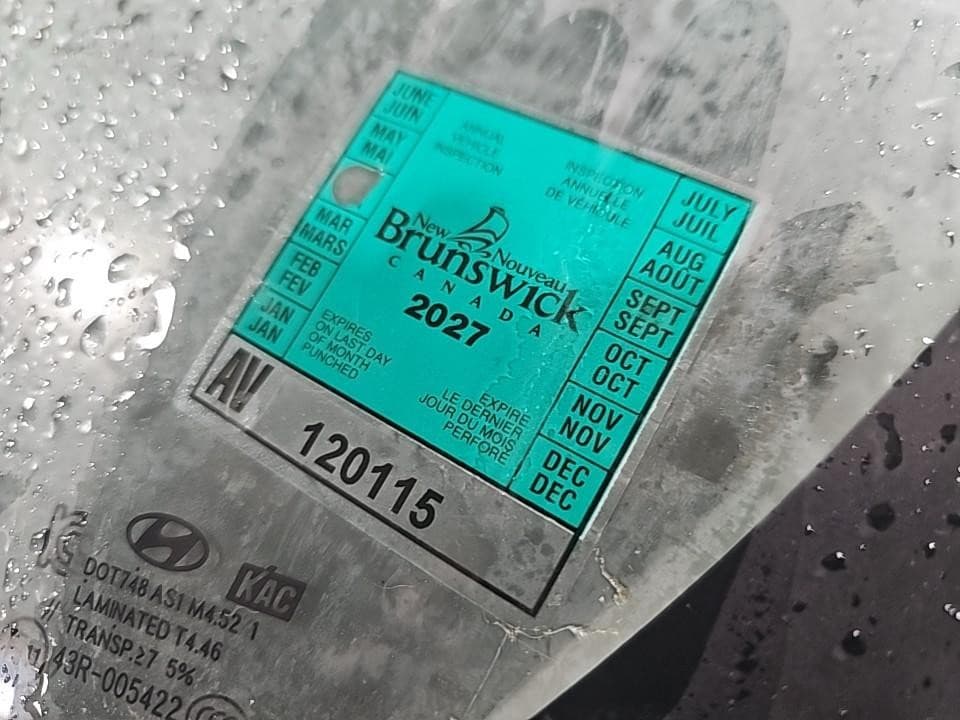 JUNE
JUIN
MAY
MAI
MAR
MARS
FEB
FEV
JAN
JAN
ANNUAL
VEHICLE
INSPECTION
INSPECTION
ANNUELLE
DE VÉHICULE
New Nouveau
Brunswick
CANADA
2027
EXPIRES
ON LAST DAY
OF MONTH
PUNCHED
EXPIRE
LE DERNIER
JOUR DU MOIS
PERFORÉ
JULY
JUIL
AUG
AOÛT
SEPT
SEPT
OCT
OCT
NOV
NOV
DEC
DEC
AV
120115
KS
KAC
DOT748 AS1 M4.52 1
LAMINATED T4.46
// TRANSP.≥7 5%
43R-005422